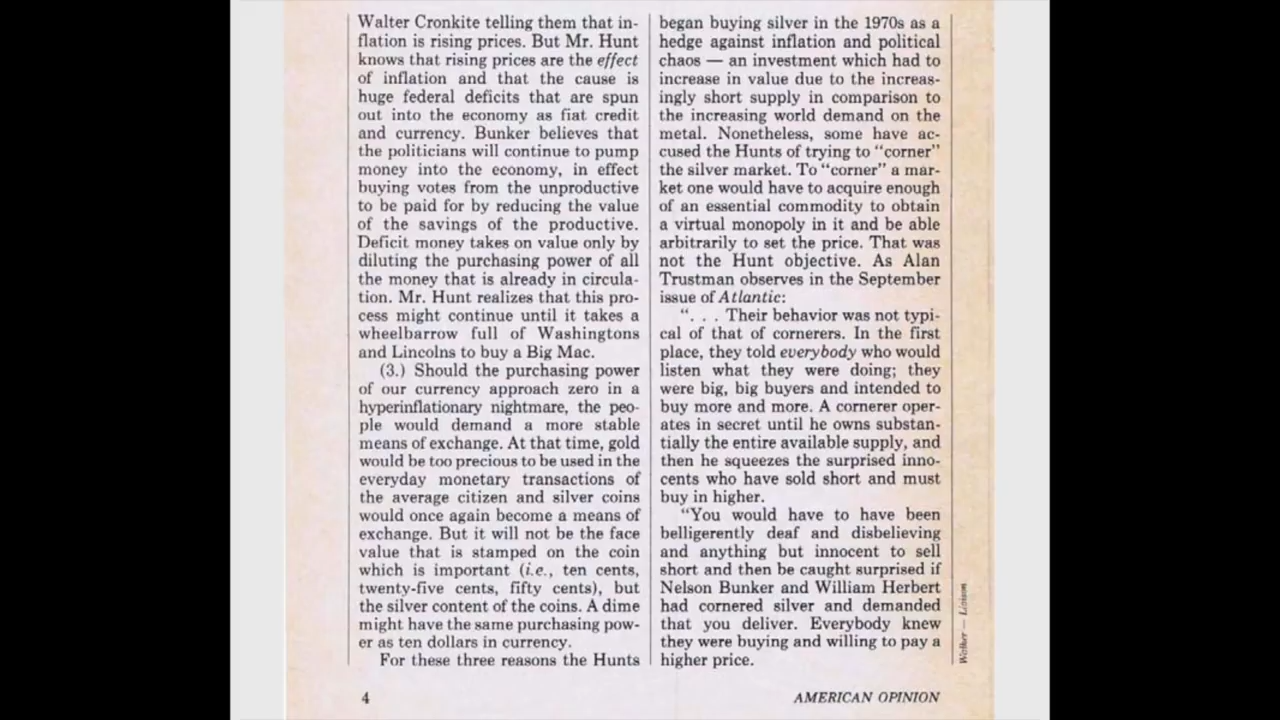 Walter Cronkite telling them that in-
flation is rising prices. But Mr. Hunt
knows that rising prices are the effect
of inflation and that the cause is
huge federal deficits that are spun
out into the economy as fiat credit
and currency. Bunker believes that
the politicians will continue to pump
money into the economy, in effect
buying votes from the unproductive
to be paid for by reducing the value
of the savings of the productive.
Deficit money takes on value only by
diluting the purchasing power of all
the money that is already in circula-
tion. Mr. Hunt realizes that this pro-
cess might continue until it takes a
wheelbarrow full of Washingtons
and Lincolns to buy a Big Mac.
(3.) Should the purchasing power
of our currency approach zero in a
hyperinflationary nightmare, the peo-
ple would demand a more stable
means of exchange. At that time, gold
would be too precious to be used in the
everyday monetary transactions of
the average citizen and silver coins
would once again become a means of
exchange. But it will not be the face
value that is stamped on the coin
which is important (i.e., ten cents,
twenty-five cents, fifty cents), but
the silver content of the coins. A dime
might have the same purchasing pow-
er as ten dollars in currency.
For these three reasons the Hunts
began buying silver in the 1970s as a
hedge against inflation and political
chaos — an investment which had to
increase in value due to the increas-
ingly short supply in comparison to
the increasing world demand on the
metal. Nonetheless, some have ac-
cused the Hunts of trying to "corner"
the silver market. To "corner" a mar-
ket one would have to acquire enough
of an essential commodity to obtain
a virtual monopoly in it and be able
arbitrarily to set the price. That was
not the Hunt objective. As Alan
Trustman observes in the September
issue of Atlantic:
". . . Their behavior was not typi-
cal of that of cornerers. In the first
place, they told everybody who would
listen what they were doing; they
were big, big buyers and intended to
buy more and more. A cornerer oper-
ates in secret until he owns substan-
tially the entire available supply, and
then he squeezes the surprised inno-
cents who have sold short and must
buy in higher.
"You would have to have been
belligerently deaf and disbelieving
and anything but innocent to sell
short and then be caught surprised if
Nelson Bunker and William Herbert
had cornered silver and demanded
that you deliver. Everybody knew
they were buying and willing to pay a
higher price.
Walker — Liaison
4
AMERICAN OPINION